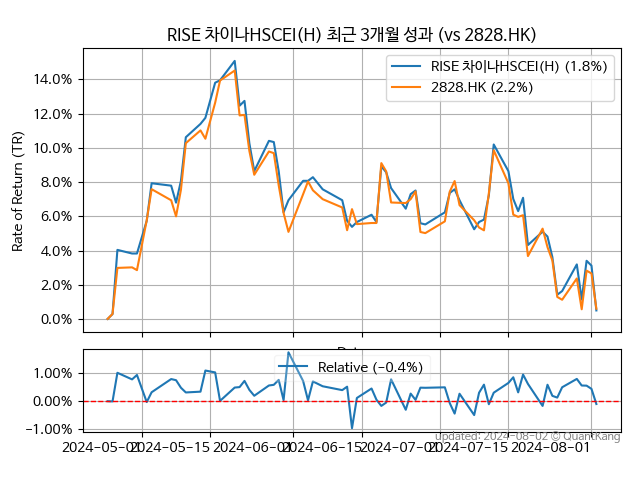 RISE 차이나HSCEI(H) 최근 3개월 성과 (vs 2828.HK)
RISE 차이나HSCEI(H) (1.8%)
2828.HK (2.2%)
Rate of Return (TR)
14.0%
12.0%
10.0%
8.0%
6.0%
4.0%
2.0%
0.0%
Relative (-0.4%)
1.00%
0.00%
-1.00%
updated: 2024-08-02 © QuantKang
2024-05-01 2024-05-15 2024-06-01 2024-06-15 2024-07-01 2024-07-15 2024-08-01